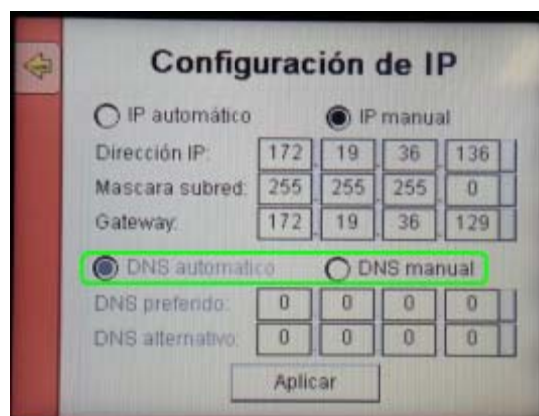 Configuración de IP
IP automático IP manual
Dirección IP: 172 . 19 . 36 . 136
Mascara subred: 255 . 255 . 255 . 0
Gateway: 172 . 19 . 36 . 129
DNS automatico DNS manual
DNS preferido: 0 . 0 . 0 . 0
DNS alternativo: 0 . 0 . 0 . 0
Aplicar